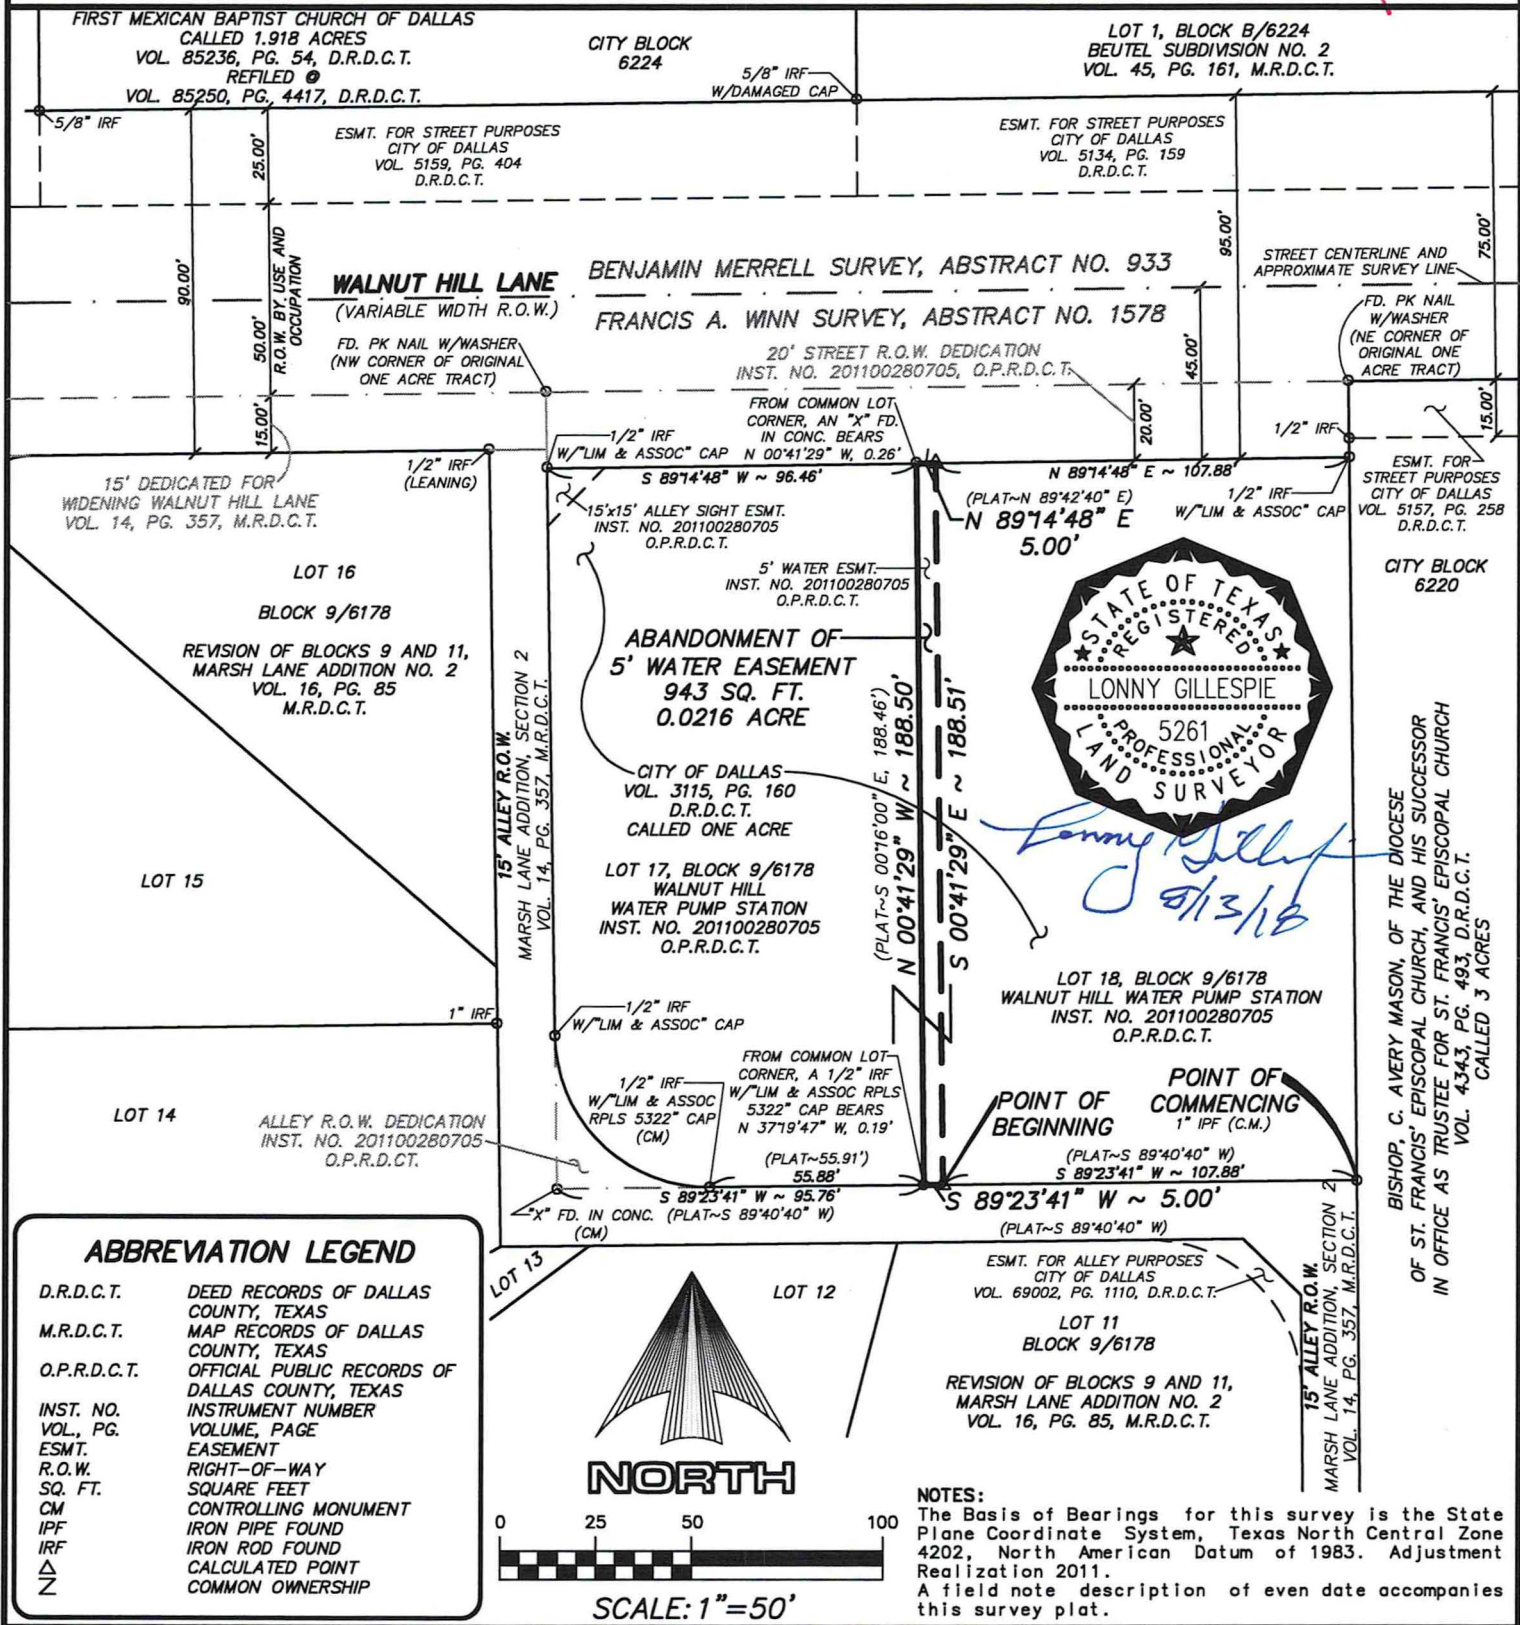 FIRST MEXICAN BAPTIST CHURCH OF DALLAS
CALLED 1.918 ACRES
VOL. 85236, PG. 54, D.R.D.C.T.
REFILED @
VOL. 85250, PG. 4417, D.R.D.C.T.
CITY BLOCK
6224
5/8" IRF
W/DAMAGED CAP
LOT 1, BLOCK B/6224
BEUTEL SUBDIVISION NO. 2
VOL. 45, PG. 161, M.R.D.C.T.
5/8" IRF
25.00'
ESMT. FOR STREET PURPOSES
CITY OF DALLAS
VOL. 5159, PG. 404
D.R.D.C.T.
ESMT. FOR STREET PURPOSES
CITY OF DALLAS
VOL. 5134, PG. 159
D.R.D.C.T.
90.00'
50.00'
R.O.W. BY USE AND
OCCUPATION
15.00'
95.00'
75.00'
WALNUT HILL LANE
(VARIABLE WIDTH R.O.W.)
BENJAMIN MERRELL SURVEY, ABSTRACT NO. 933
FRANCIS A. WINN SURVEY, ABSTRACT NO. 1578
STREET CENTERLINE AND
APPROXIMATE SURVEY LINE
FD. PK NAIL W/WASHER
(NW CORNER OF ORIGINAL
ONE ACRE TRACT)
20' STREET R.O.W. DEDICATION
INST. NO. 201100280705, O.P.R.D.C.T.
45.00'
20.00'
FD. PK NAIL
W/WASHER
(NE CORNER OF
ORIGINAL ONE
ACRE TRACT)
15.00'
FROM COMMON LOT
CORNER, AN "X" FD.
IN CONC. BEARS
N 00°41'29" W, 0.26'
1/2" IRF
W/"LIM & ASSOC" CAP
S 89°14'48" W ~ 96.46'
1/2" IRF
(LEANING)
15' DEDICATED FOR
WIDENING WALNUT HILL LANE
VOL. 14, PG. 357, M.R.D.C.T.
1/2" IRF
N 89°14'48" E ~ 107.88'
(PLAT~N 89°42'40" E)
N 89°14'48" E
5.00'
1/2" IRF
W/"LIM & ASSOC" CAP
ESMT. FOR
STREET PURPOSES
CITY OF DALLAS
VOL. 5157, PG. 258
D.R.D.C.T.
15'x15' ALLEY SIGHT ESMT.
INST. NO. 201100280705
O.P.R.D.C.T.
5' WATER ESMT.
INST. NO. 201100280705
O.P.R.D.C.T.
CITY BLOCK
6220
LOT 16
BLOCK 9/6178
REVISION OF BLOCKS 9 AND 11,
MARSH LANE ADDITION NO. 2
VOL. 16, PG. 85
M.R.D.C.T.
ABANDONMENT OF
5' WATER EASEMENT
943 SQ. FT.
0.0216 ACRE
STATE OF TEXAS
REGISTERED
LONNY GILLESPIE
5261
PROFESSIONAL
LAND SURVEYOR
Lonny Gillespie
8/13/18
15' ALLEY R.O.W.
MARSH LANE ADDITION, SECTION 2
VOL. 14, PG. 357, M.R.D.C.T.
CITY OF DALLAS
VOL. 3115, PG. 160
D.R.D.C.T.
CALLED ONE ACRE
(PLAT~S 00°16'00" E, 188.46')
N 00°41'29" W ~ 188.50'
S 00°41'29" E ~ 188.51'
LOT 15
LOT 17, BLOCK 9/6178
WALNUT HILL
WATER PUMP STATION
INST. NO. 201100280705
O.P.R.D.C.T.
LOT 18, BLOCK 9/6178
WALNUT HILL WATER PUMP STATION
INST. NO. 201100280705
O.P.R.D.C.T.
BISHOP, C. AVERY MASON, OF THE DIOCESE
OF ST. FRANCIS' EPISCOPAL CHURCH, AND HIS SUCCESSOR
IN OFFICE AS TRUSTEE FOR ST. FRANCIS' EPISCOPAL CHURCH
VOL. 4343, PG. 493, D.R.D.C.T.
CALLED 3 ACRES
1" IRF
1/2" IRF
W/"LIM & ASSOC" CAP
LOT 14
1/2" IRF
W/"LIM & ASSOC
RPLS 5322" CAP
(CM)
FROM COMMON LOT
CORNER, A 1/2" IRF
W/"LIM & ASSOC RPLS
5322" CAP BEARS
N 37°19'47" W, 0.19'
POINT OF
BEGINNING
POINT OF
COMMENCING
1" IPF (C.M.)
ALLEY R.O.W. DEDICATION
INST. NO. 201100280705
O.P.R.D.CT.
(PLAT~55.91')
55.88'
S 89°23'41" W ~ 95.76'
(PLAT~S 89°40'40" W)
"X" FD. IN CONC.
(CM)
(PLAT~S 89°40'40" W)
S 89°23'41" W ~ 107.88'
S 89°23'41" W ~ 5.00'
(PLAT~S 89°40'40" W)
LOT 13
LOT 12
ESMT. FOR ALLEY PURPOSES
CITY OF DALLAS
VOL. 69002, PG. 1110, D.R.D.C.T.
LOT 11
BLOCK 9/6178
REVISION OF BLOCKS 9 AND 11,
MARSH LANE ADDITION NO. 2
VOL. 16, PG. 85, M.R.D.C.T.
15' ALLEY R.O.W.
MARSH LANE ADDITION, SECTION 2
VOL. 14, PG. 357, M.R.D.C.T.
ABBREVIATION LEGEND
D.R.D.C.T. DEED RECORDS OF DALLAS
COUNTY, TEXAS
M.R.D.C.T. MAP RECORDS OF DALLAS
COUNTY, TEXAS
O.P.R.D.C.T. OFFICIAL PUBLIC RECORDS OF
DALLAS COUNTY, TEXAS
INST. NO. INSTRUMENT NUMBER
VOL., PG. VOLUME, PAGE
ESMT. EASEMENT
R.O.W. RIGHT-OF-WAY
SQ. FT. SQUARE FEET
CM CONTROLLING MONUMENT
IPF IRON PIPE FOUND
IRF IRON ROD FOUND
△ CALCULATED POINT
Z COMMON OWNERSHIP
NORTH
0 25 50 100
SCALE: 1"=50'
NOTES:
The Basis of Bearings for this survey is the State
Plane Coordinate System, Texas North Central Zone
4202, North American Datum of 1983. Adjustment
Realization 2011.
A field note description of even date accompanies
this survey plat.